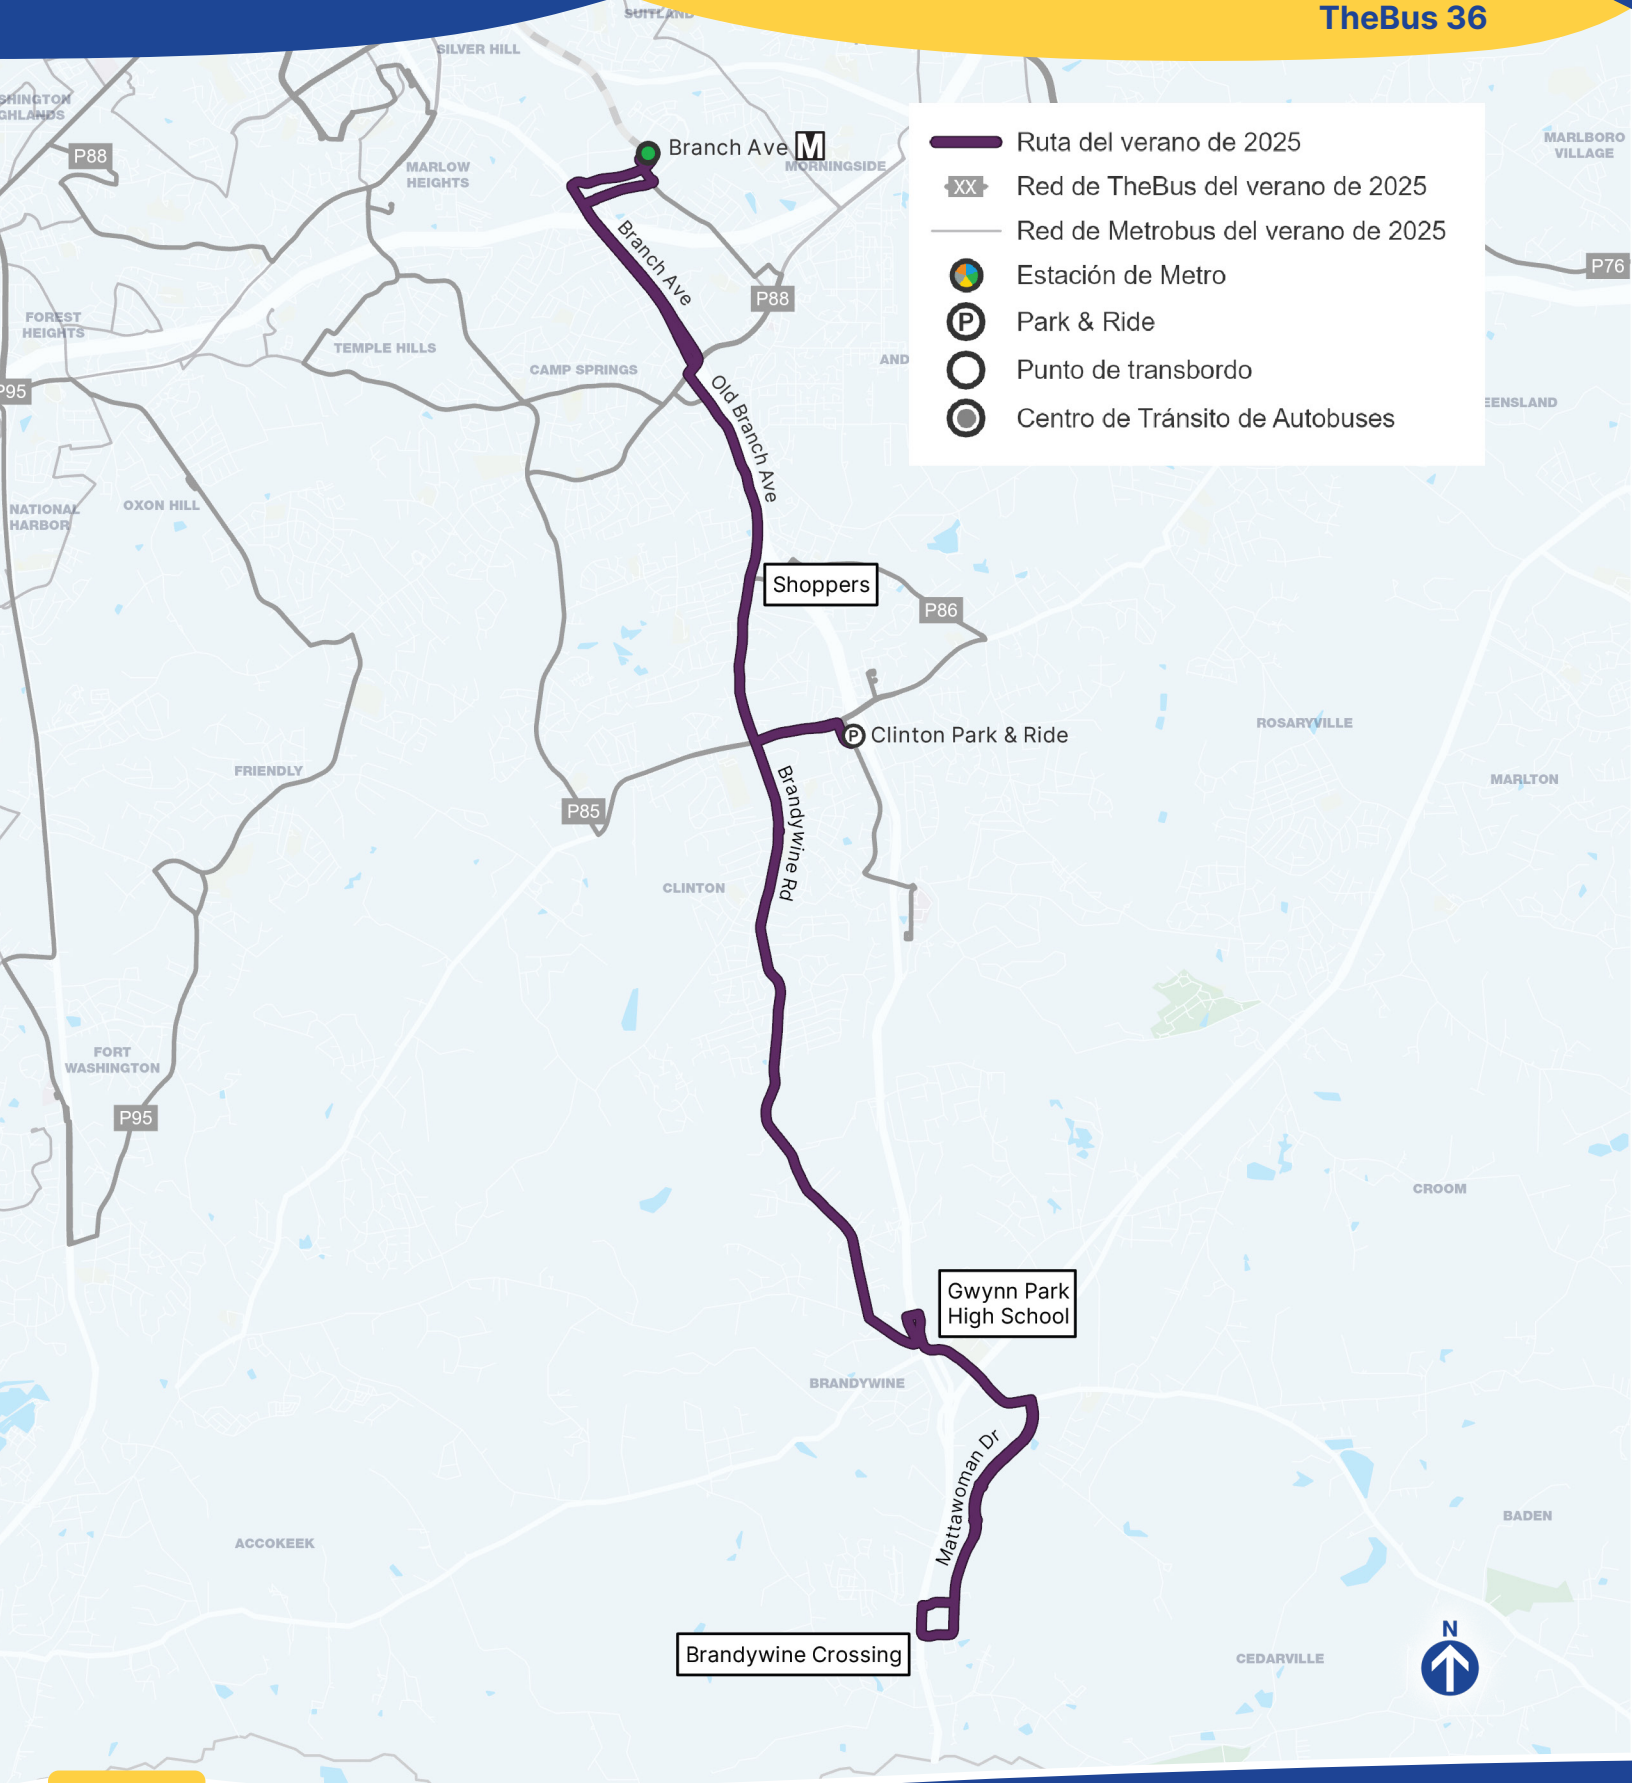 TheBus 36
SUITLAND
SILVER HILL
P88
Branch Ave M
MORNINGSIDE
MARLOW
HEIGHTS
MARLBORO
VILLAGE
Ruta del verano de 2025
XX Red de TheBus del verano de 2025
Red de Metrobus del verano de 2025
Estación de Metro
P Park & Ride
Punto de transbordo
Centro de Tránsito de Autobuses
Branch Ave
P88
P76
FOREST
HEIGHTS
TEMPLE HILLS
CAMP SPRINGS
AND
P95
Old Branch Ave
EENSLAND
NATIONAL
HARBOR
OXON HILL
Shoppers
P86
P Clinton Park & Ride
ROSARYVILLE
FRIENDLY
MARLTON
P85
Brandywine Rd
CLINTON
FORT
WASHINGTON
P95
CROOM
Gwynn Park
High School
BRANDYWINE
Mattawoman Dr
ACCOKEEK
BADEN
Brandywine Crossing
CEDARVILLE
N